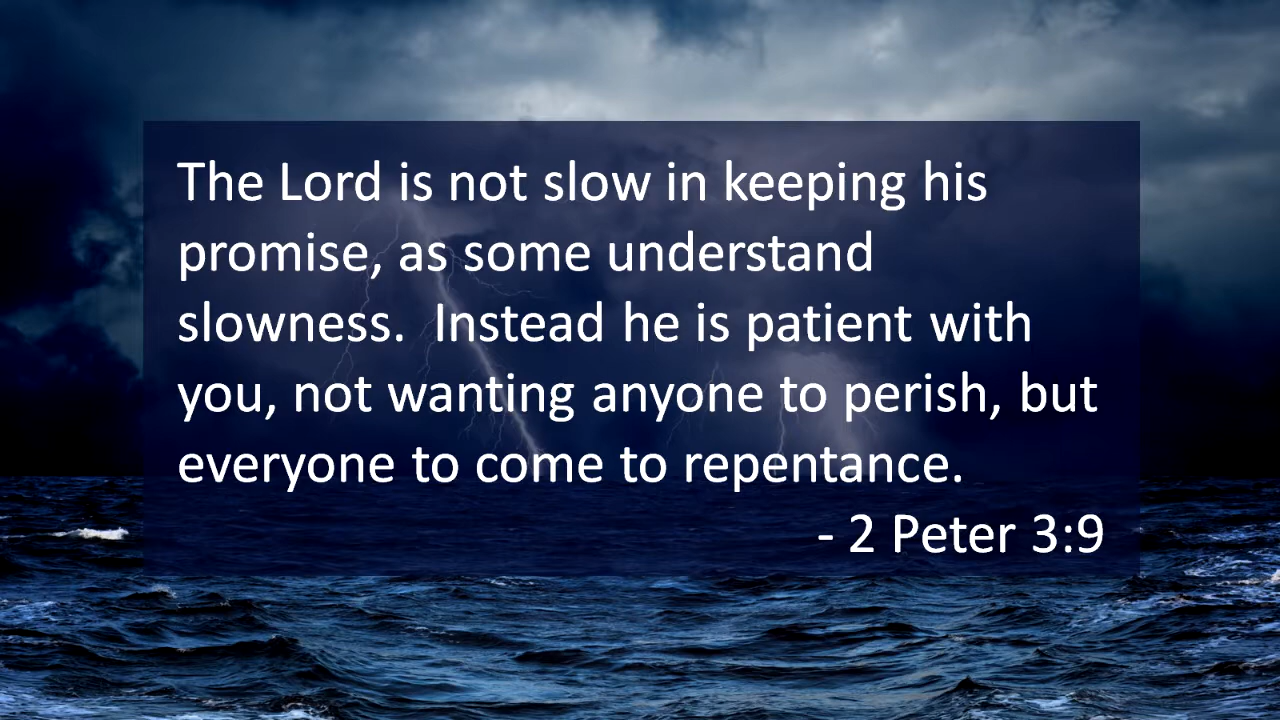 The Lord is not slow in keeping his
promise, as some understand
slowness.  Instead he is patient with
you, not wanting anyone to perish, but
everyone to come to repentance.
- 2 Peter 3:9